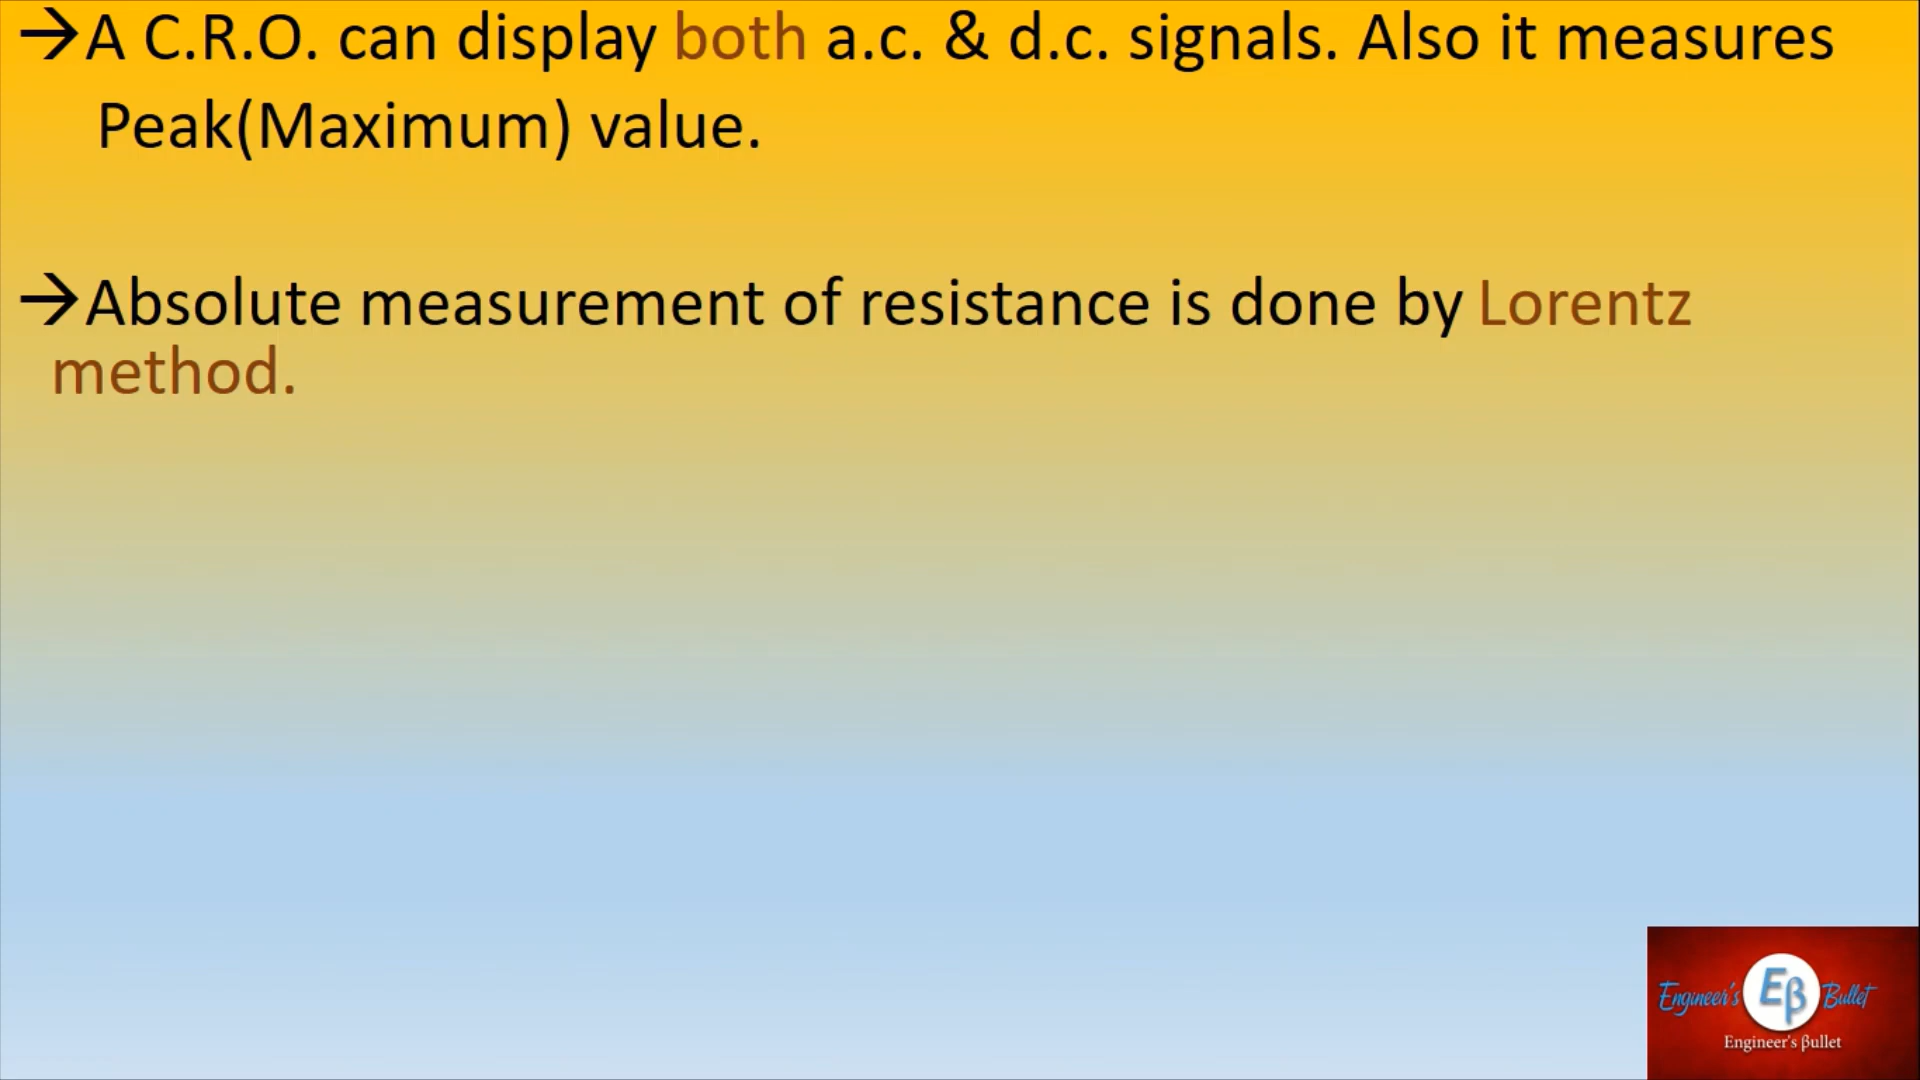 →A C.R.O. can display both a.c. & d.c. signals. Also it measures
Peak(Maximum) value.
→Absolute measurement of resistance is done by Lorentz
method.
Engineer's Eβ Bullet
Engineer's βullet